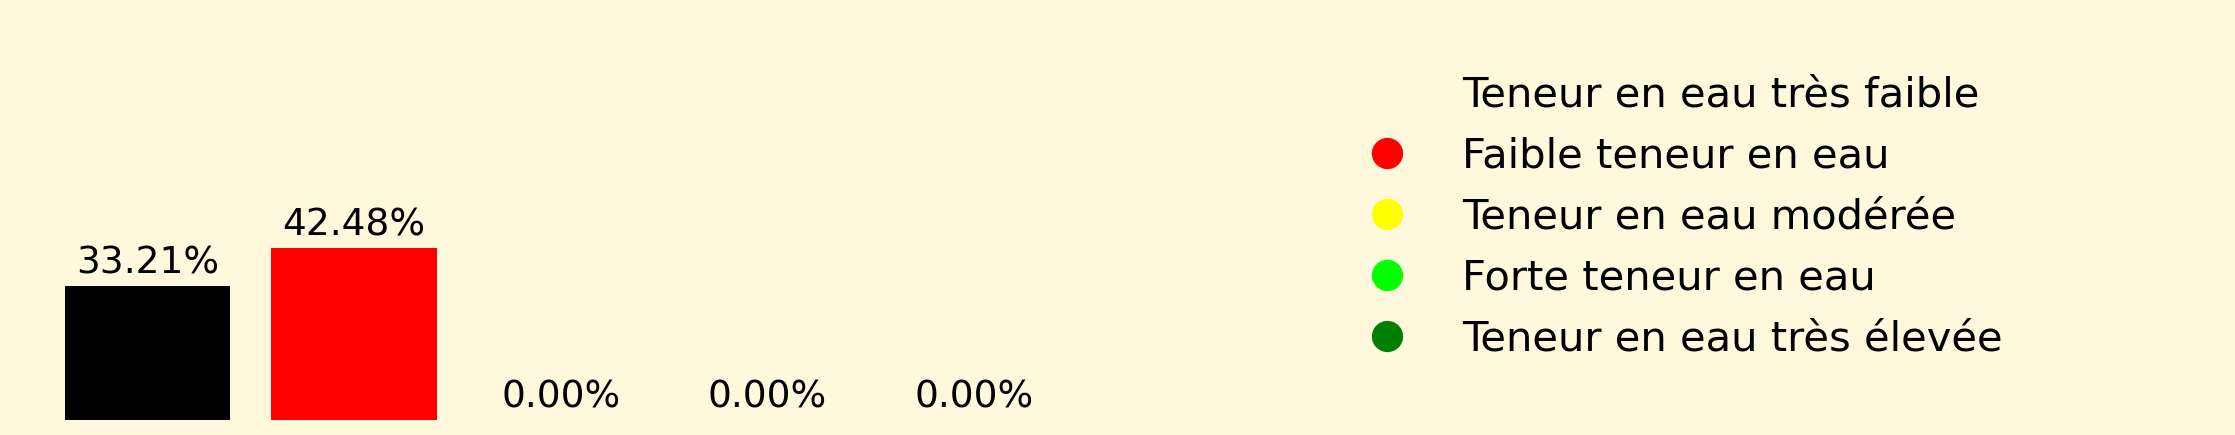 33.21%
42.48%
0.00%
0.00%
0.00%
Teneur en eau très faible
Faible teneur en eau
Teneur en eau modérée
Forte teneur en eau
Teneur en eau très élevée